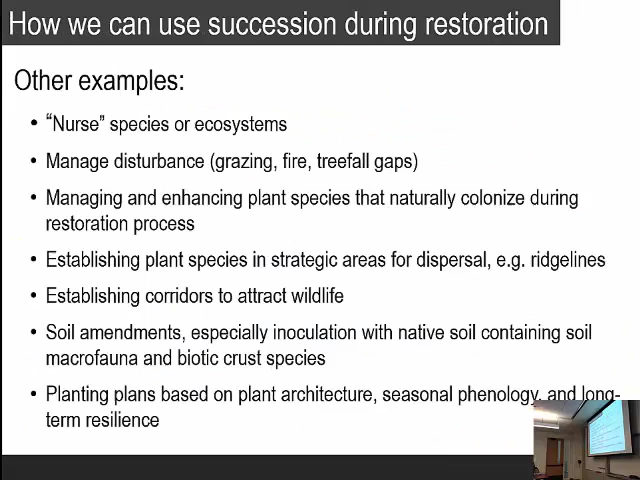 How we can use succession during restoration
Other examples:
• “Nurse” species or ecosystems
• Manage disturbance (grazing, fire, treefall gaps)
• Managing and enhancing plant species that naturally colonize during
restoration process
• Establishing plant species in strategic areas for dispersal, e.g. ridgelines
• Establishing corridors to attract wildlife
• Soil amendments, especially inoculation with native soil containing soil
macrofauna and biotic crust species
• Planting plans based on plant architecture, seasonal phenology, and long-
term resilience